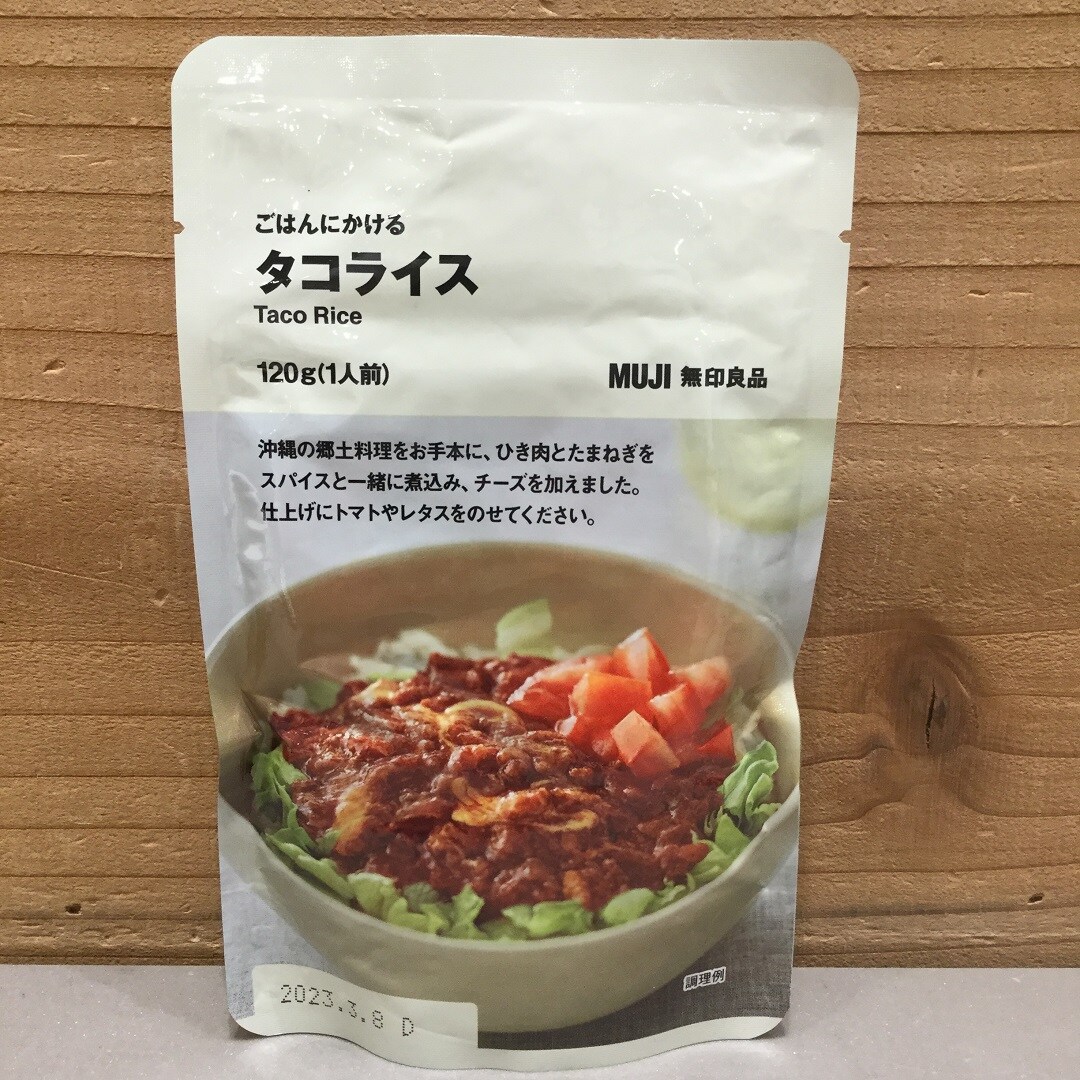 ごはんにかける
タコライス
Taco Rice
120g(1人前)
MUJI 無印良品
沖縄の郷土料理をお手本に、ひき肉とたまねぎを
スパイスと一緒に煮込み、チーズを加えました。
仕上げにトマトやレタスをのせてください。
調理例
2023.3.8 D